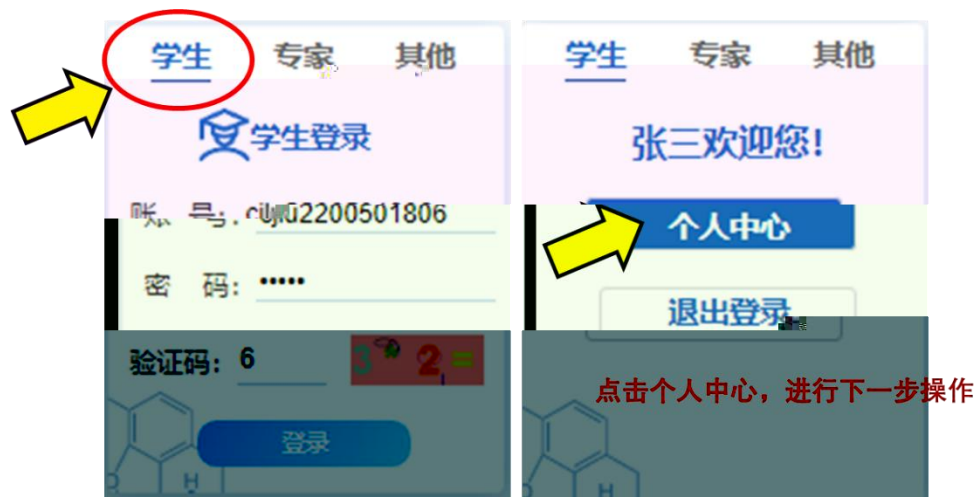 学生 专家 其他
学生登录
账 号:
密 码: •••••
验证码: 6
3 * 2 =
登录
学生 专家 其他
张三欢迎您!
个人中心
退出登录
点击个人中心，进行下一步操作
H
H